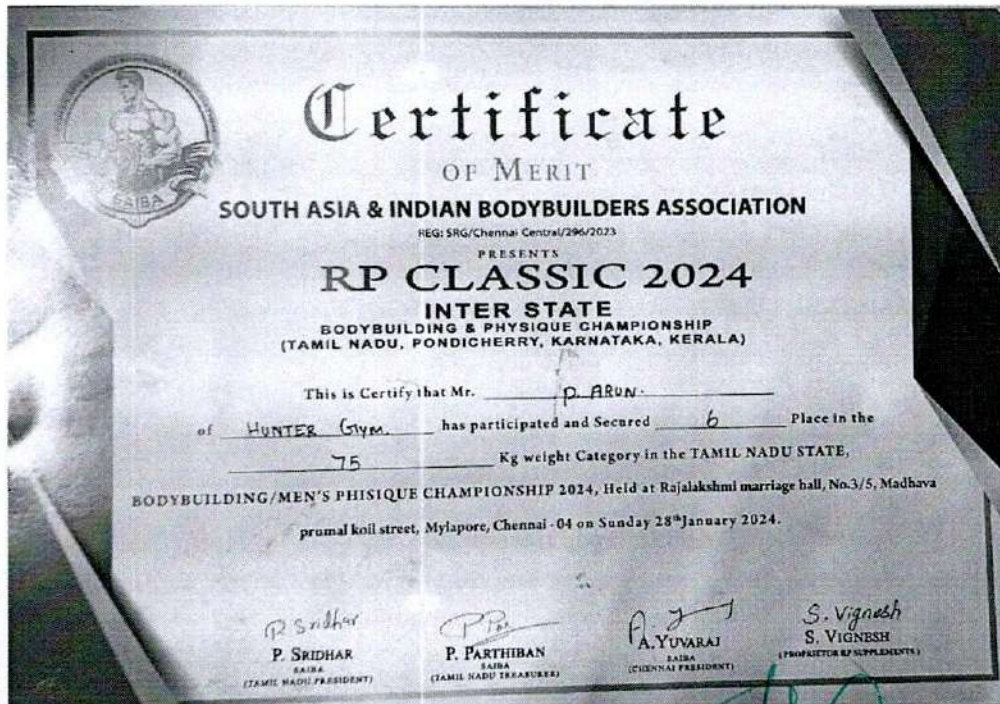 SAIBA
Certificate
OF MERIT
SOUTH ASIA & INDIAN BODYBUILDERS ASSOCIATION
REG: SRG/Chennai Central/296/2023
PRESENTS
RP CLASSIC 2024
INTER STATE
BODYBUILDING & PHYSIQUE CHAMPIONSHIP
(TAMIL NADU, PONDICHERRY, KARNATAKA, KERALA)
This is Certify that Mr. P. ARUN.
of HUNTER Gym. has participated and Secured 6 Place in the
75 Kg weight Category in the TAMIL NADU STATE,
BODYBUILDING/MEN'S PHISIQUE CHAMPIONSHIP 2024, Held at Rajalakshmi marriage hall, No.3/5, Madhava
prumal koil street, Mylapore, Chennai - 04 on Sunday 28th January 2024.
P. Sridhar S. Vignesh
P. SRIDHAR P. PARTHIBAN A.YUVARAJ S. VIGNESH
SAIBA SAIBA SAIBA (PROPRIETOR RP SUPPLEMENTS)
(TAMIL NADU PRESIDENT) (TAMIL NADU TREASURER) (CHENNAI PRESIDENT)